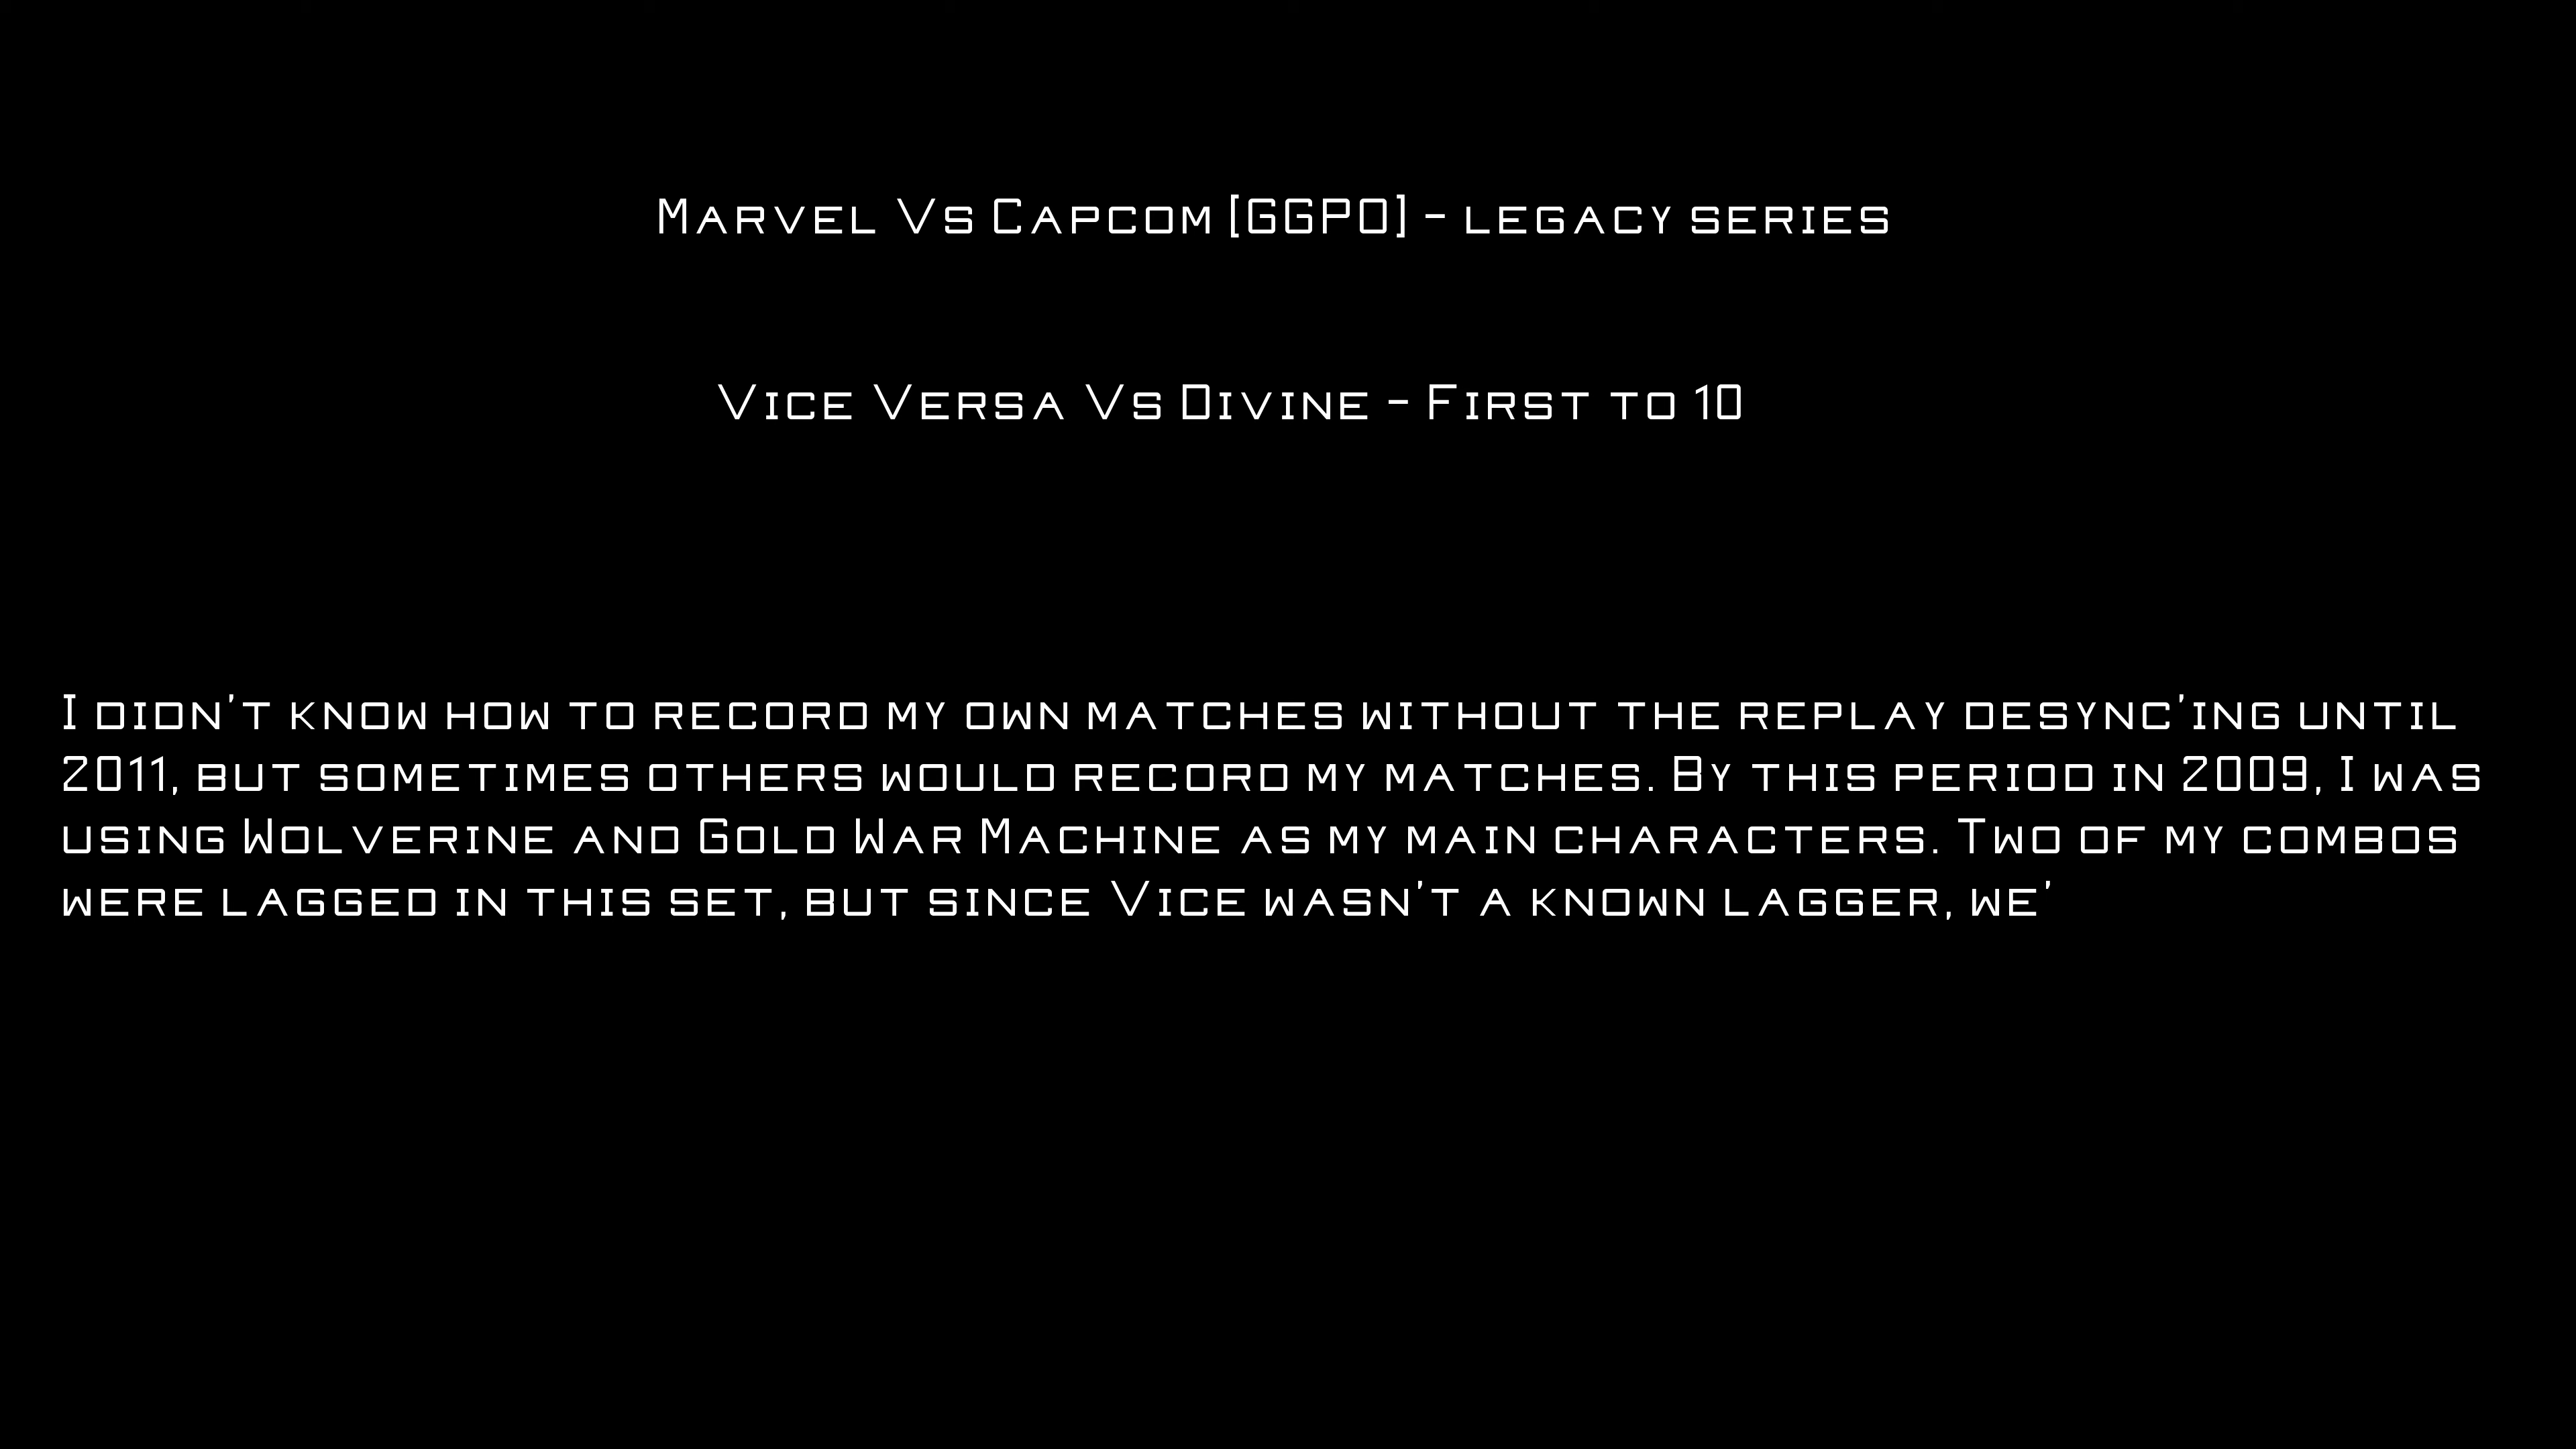 Marvel Vs Capcom [GGPO] - legacy series
Vice Versa Vs Divine - First to 10
I didn't know how to record my own matches without the replay desync'ing until
2011, but sometimes others would record my matches. By this period in 2009, I was
using Wolverine and Gold War Machine as my main characters. Two of my combos
were lagged in this set, but since Vice wasn't a known lagger, we'